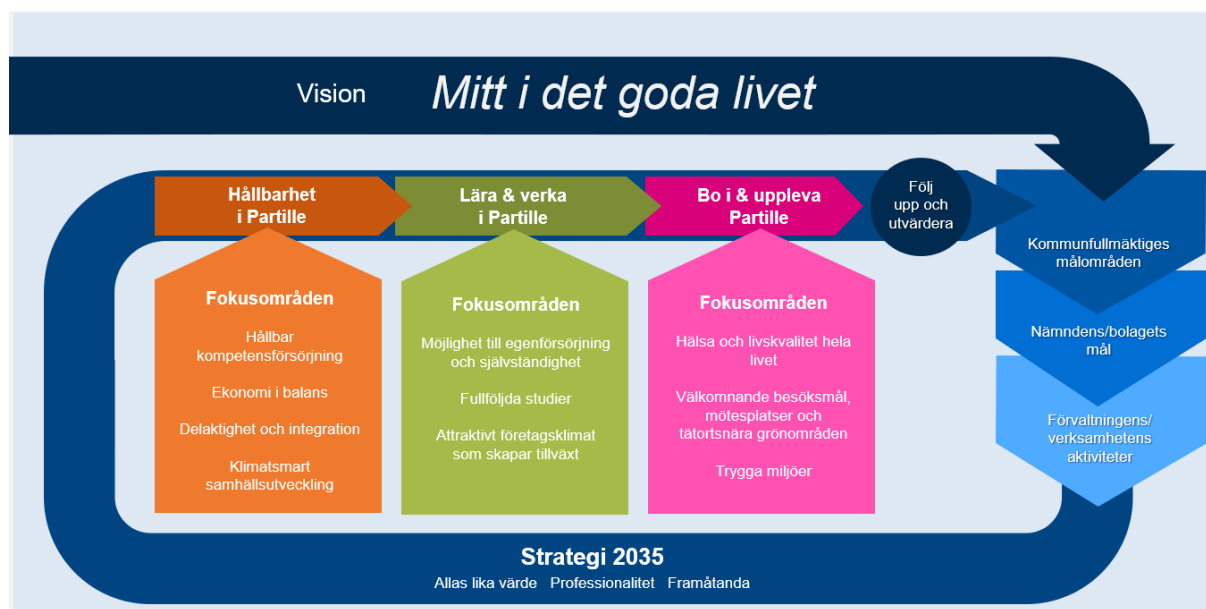 Vision Mitt i det goda livet
Hållbarhet
i Partille
Lära & verka
i Partille
Bo i & uppleva
Partille
Följ
upp och
utvärdera
Fokusområden
Hållbar
kompetensförsörjning
Ekonomi i balans
Delaktighet och integration
Klimatsmart
samhällsutveckling
Fokusområden
Möjlighet till egenförsörjning
och självständighet
Fullföljda studier
Attraktivt företagsklimat
som skapar tillväxt
Fokusområden
Hälsa och livskvalitet hela
livet
Välkomnande besöksmål,
mötesplatser och
tätortsnära grönområden
Trygga miljöer
Kommunfullmäktiges
målområden
Nämndens/bolagets
mål
Förvaltningens/
verksamhetens
aktiviteter
Strategi 2035
Allas lika värde Professionalitet Framåtanda